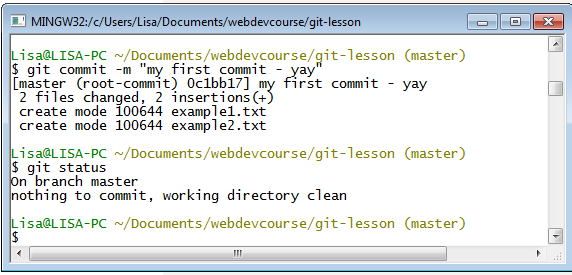 MINGW32:/c/Users/Lisa/Documents/webdevcourse/git-lesson
Lisa@LISA-PC ~/Documents/webdevcourse/git-lesson (master)
$ git commit -m "my first commit - yay"
[master (root-commit) 0c1bb17] my first commit - yay
 2 files changed, 2 insertions(+)
 create mode 100644 example1.txt
 create mode 100644 example2.txt
Lisa@LISA-PC ~/Documents/webdevcourse/git-lesson (master)
$ git status
On branch master
nothing to commit, working directory clean
Lisa@LISA-PC ~/Documents/webdevcourse/git-lesson (master)
$